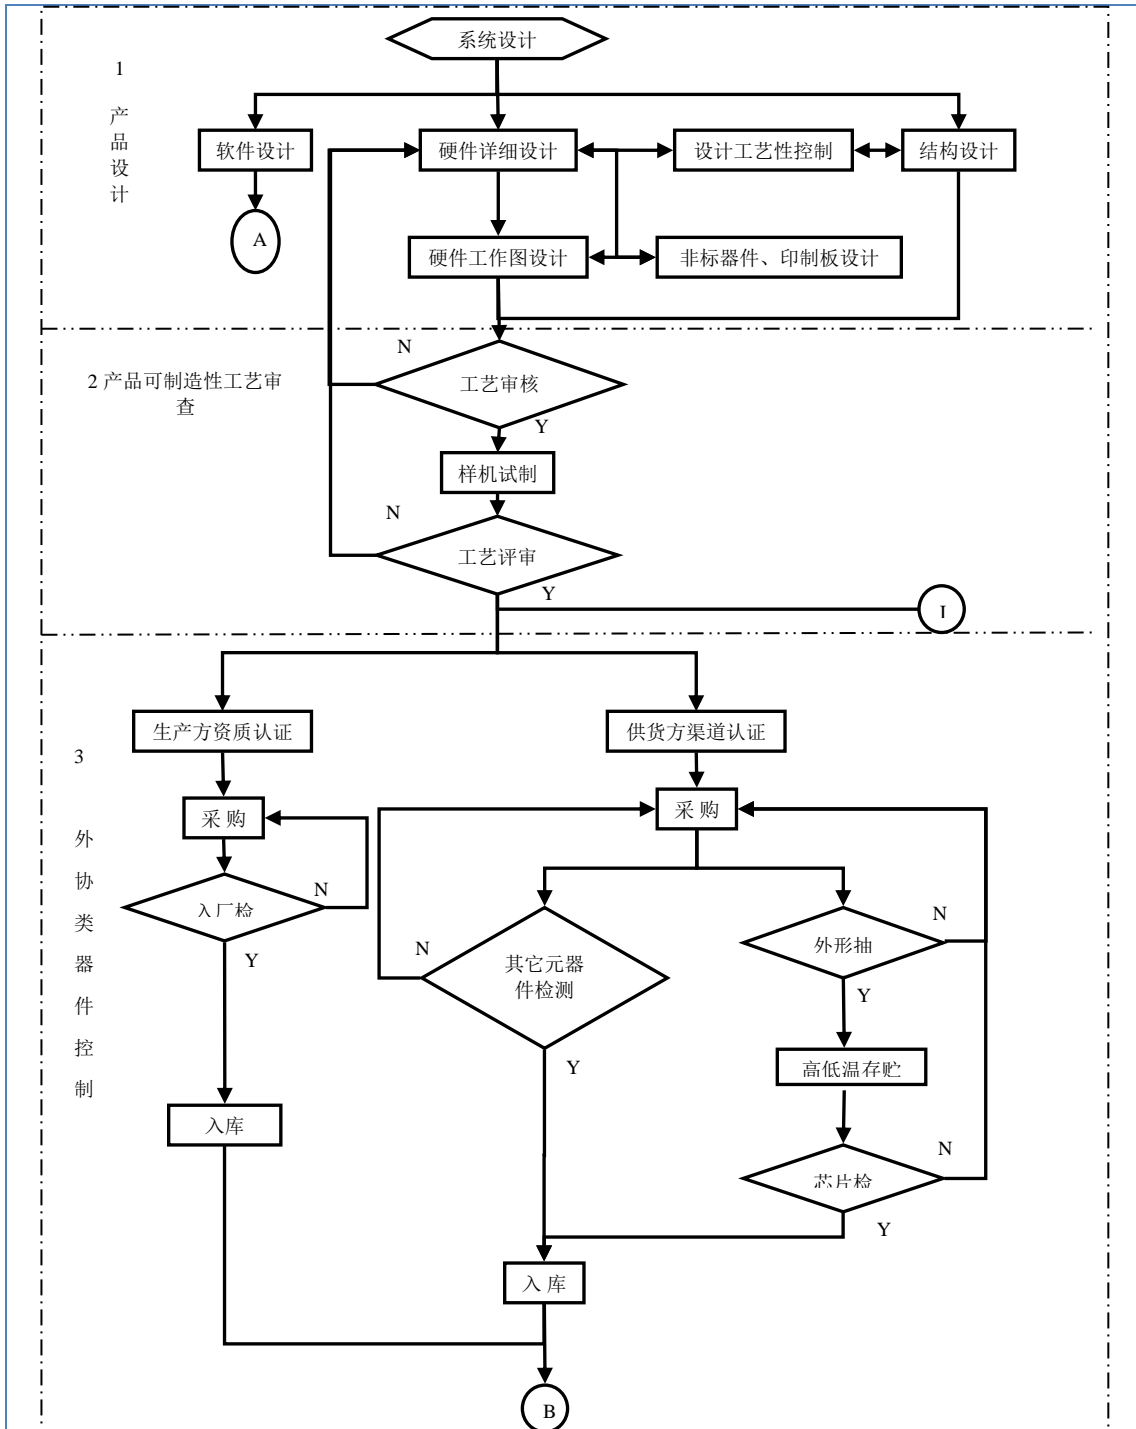 系统设计
1
产
品
设
计
软件设计
硬件详细设计
设计工艺性控制
结构设计
A
硬件工作图设计
非标器件、印制板设计
N
2 产品可制造性工艺审
查
工艺审核
Y
样机试制
N
工艺评审
Y
I
生产方资质认证
供货方渠道认证
3
外
协
类
器
件
控
制
采 购
采 购
入厂检
N
Y
N
其它元器
件检测
Y
外形抽
N
Y
高低温存贮
入库
芯片检
N
Y
入 库
B